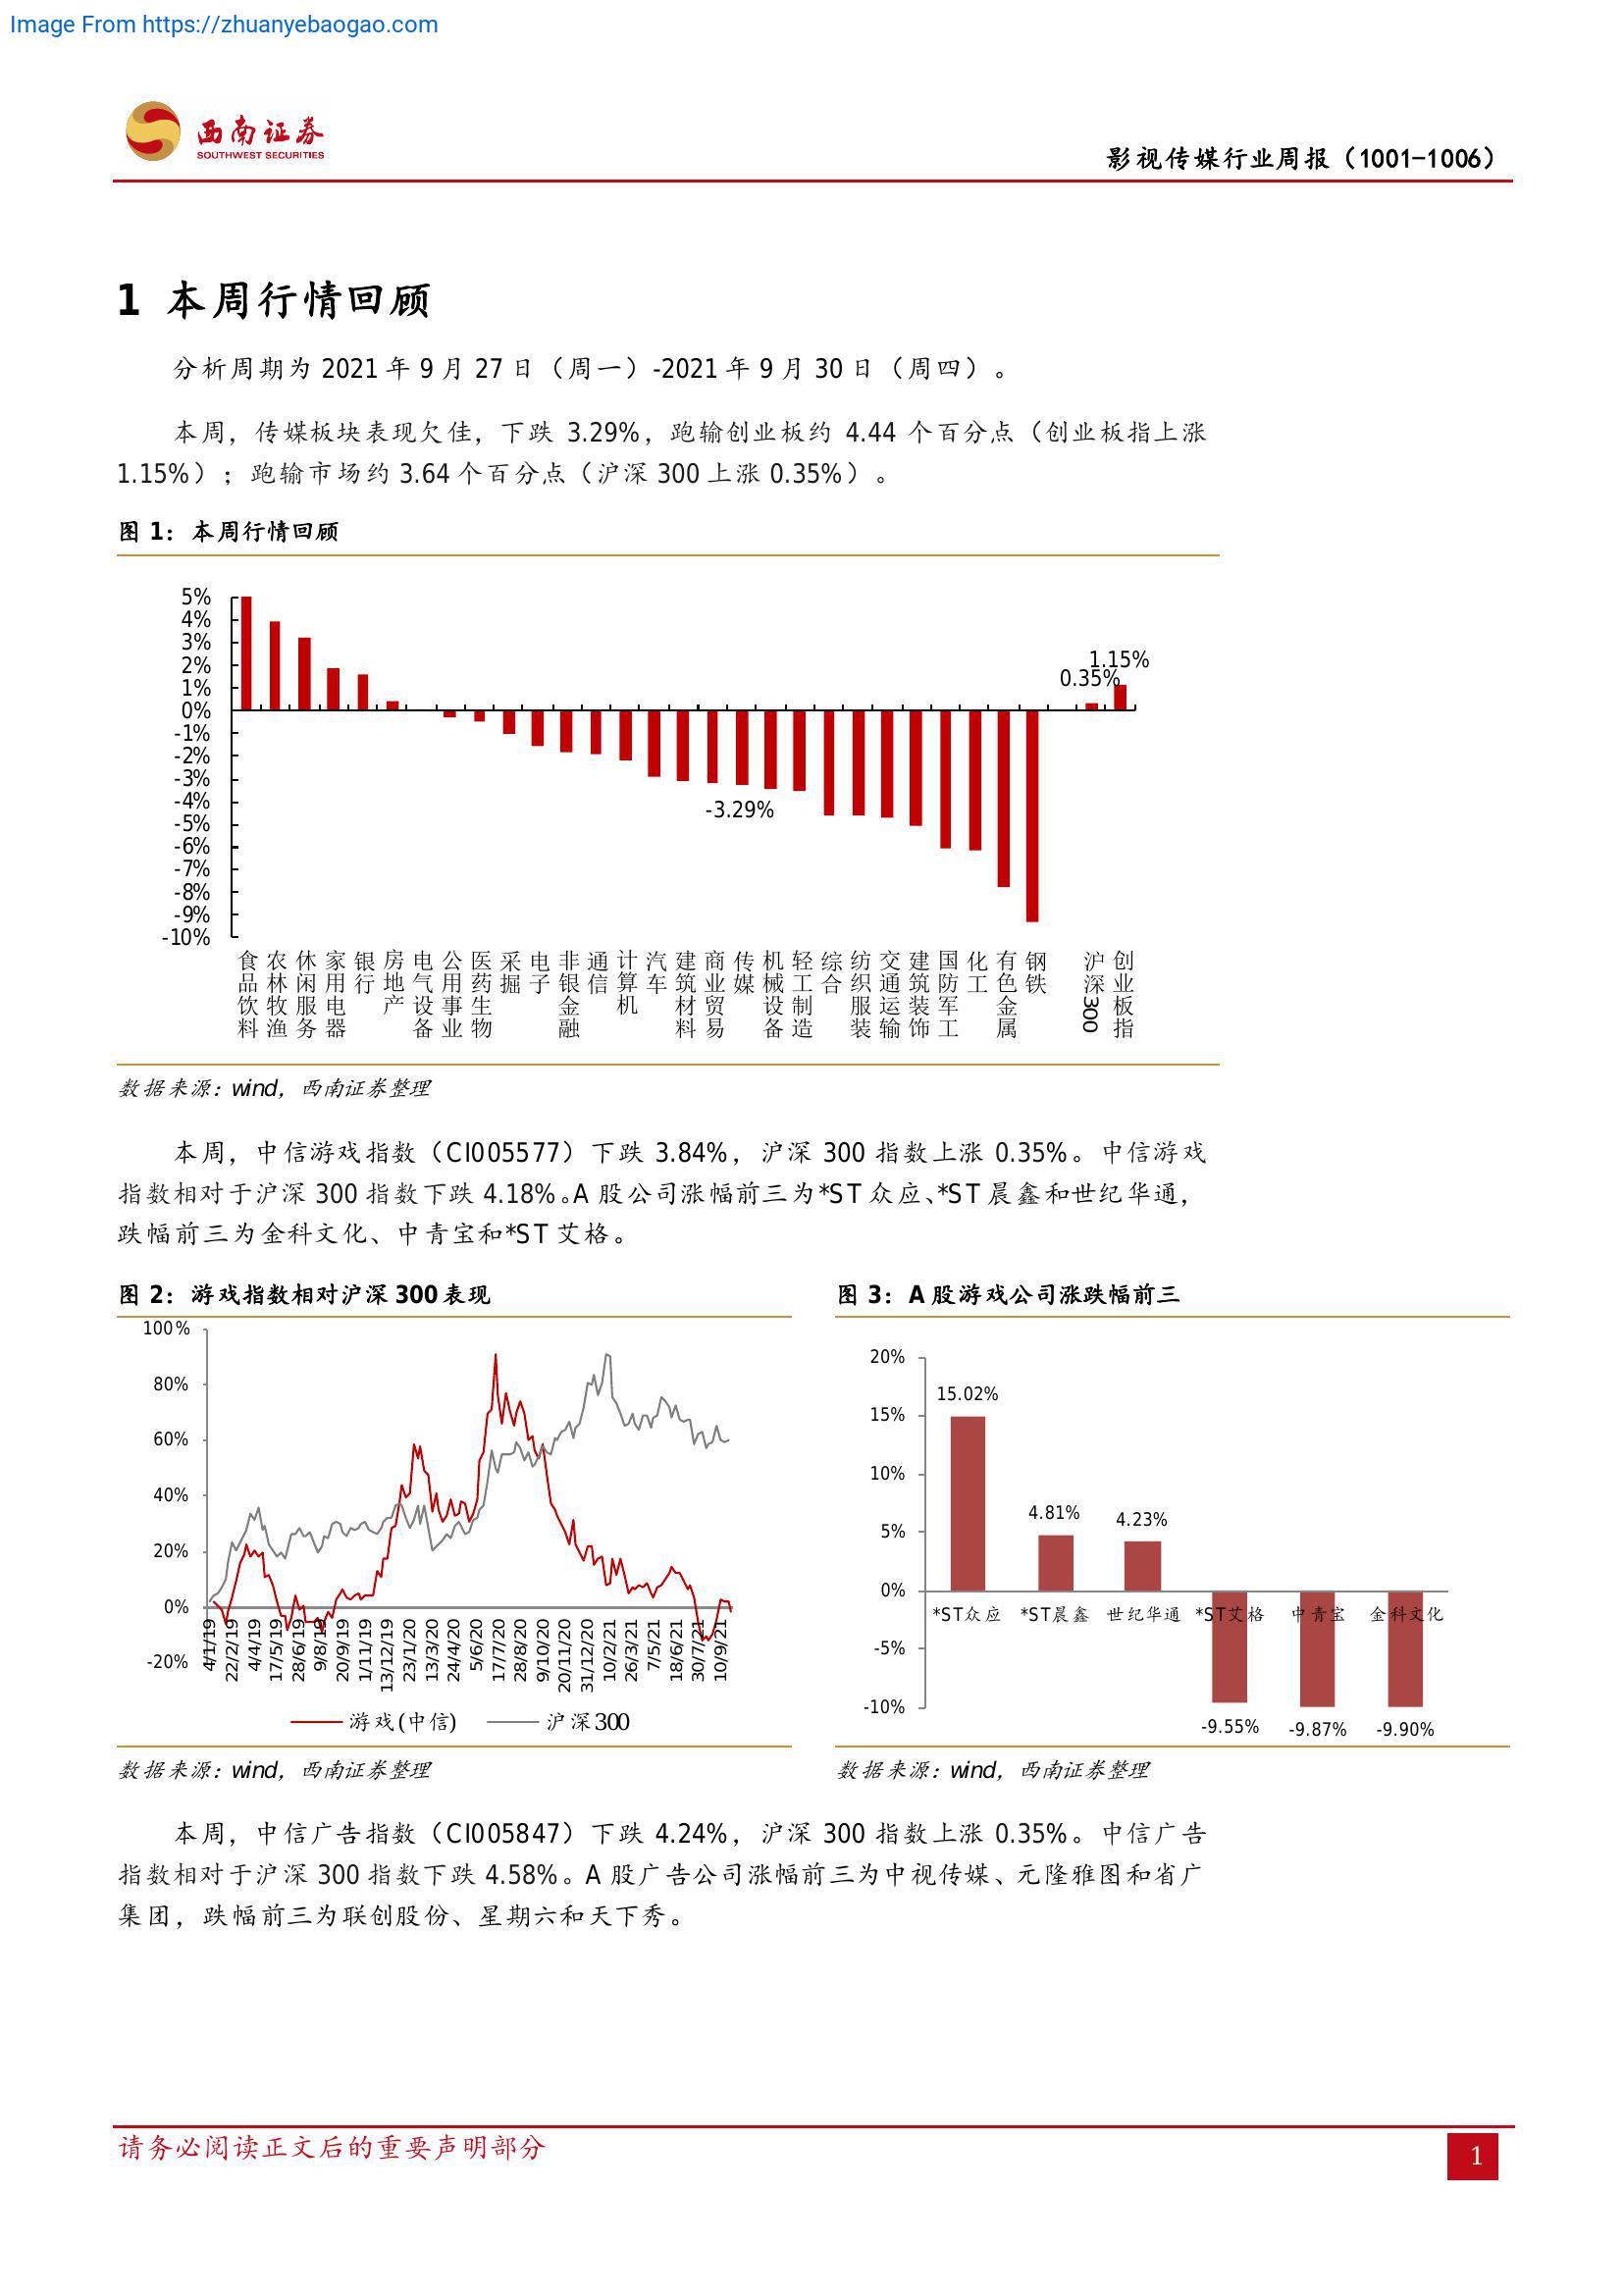 Image From https://zhuanyebaogao.com
西南证券
SOUTHWEST SECURITIES
影视传媒行业周报（1001-1006）
1 本周行情回顾
分析周期为 2021 年 9 月 27 日（周一）-2021 年 9 月 30 日（周四）。
本周，传媒板块表现欠佳，下跌 3.29%，跑输创业板约 4.44 个百分点（创业板指上涨
1.15%）；跑输市场约 3.64 个百分点（沪深 300 上涨 0.35%）。
图 1：本周行情回顾
5%
4%
3%
2%
1%
0%
-1%
-2%
-3%
-4%
-5%
-6%
-7%
-8%
-9%
-10%
-3.29%
0.35%
1.15%
食品饮料
农林牧渔
休闲服务
家用电器
银行
房地产
电气设备
公用事业
医药生物
采掘
电子
非银金融
通信
计算机
汽车
建筑材料
商业贸易
传媒
机械设备
轻工制造
综合
纺织服装
交通运输
建筑装饰
国防军工
化工
有色金属
钢铁
沪深300
创业板指
数据来源：wind，西南证券整理
本周，中信游戏指数（CI005577）下跌 3.84%，沪深 300 指数上涨 0.35%。中信游戏
指数相对于沪深 300 指数下跌 4.18%。A 股公司涨幅前三为*ST 众应、*ST 晨鑫和世纪华通，
跌幅前三为金科文化、中青宝和*ST 艾格。
图 2：游戏指数相对沪深 300 表现
100%
80%
60%
40%
20%
0%
-20%
4/1/19
22/2/19
4/4/19
17/5/19
28/6/19
9/8/19
20/9/19
1/11/19
13/12/19
23/1/20
13/3/20
24/4/20
5/6/20
17/7/20
28/8/20
9/10/20
20/11/20
31/12/20
10/2/21
26/3/21
7/5/21
18/6/21
30/7/21
10/9/21
游戏(中信)
沪深300
数据来源：wind，西南证券整理
图 3：A 股游戏公司涨跌幅前三
20%
15%
10%
5%
0%
-5%
-10%
15.02%
4.81%
4.23%
*ST众应
*ST晨鑫
世纪华通
*ST艾格
中青宝
金科文化
-9.55%
-9.87%
-9.90%
数据来源：wind，西南证券整理
本周，中信广告指数（CI005847）下跌 4.24%，沪深 300 指数上涨 0.35%。中信广告
指数相对于沪深 300 指数下跌 4.58%。A 股广告公司涨幅前三为中视传媒、元隆雅图和省广
集团，跌幅前三为联创股份、星期六和天下秀。
请务必阅读正文后的重要声明部分
1